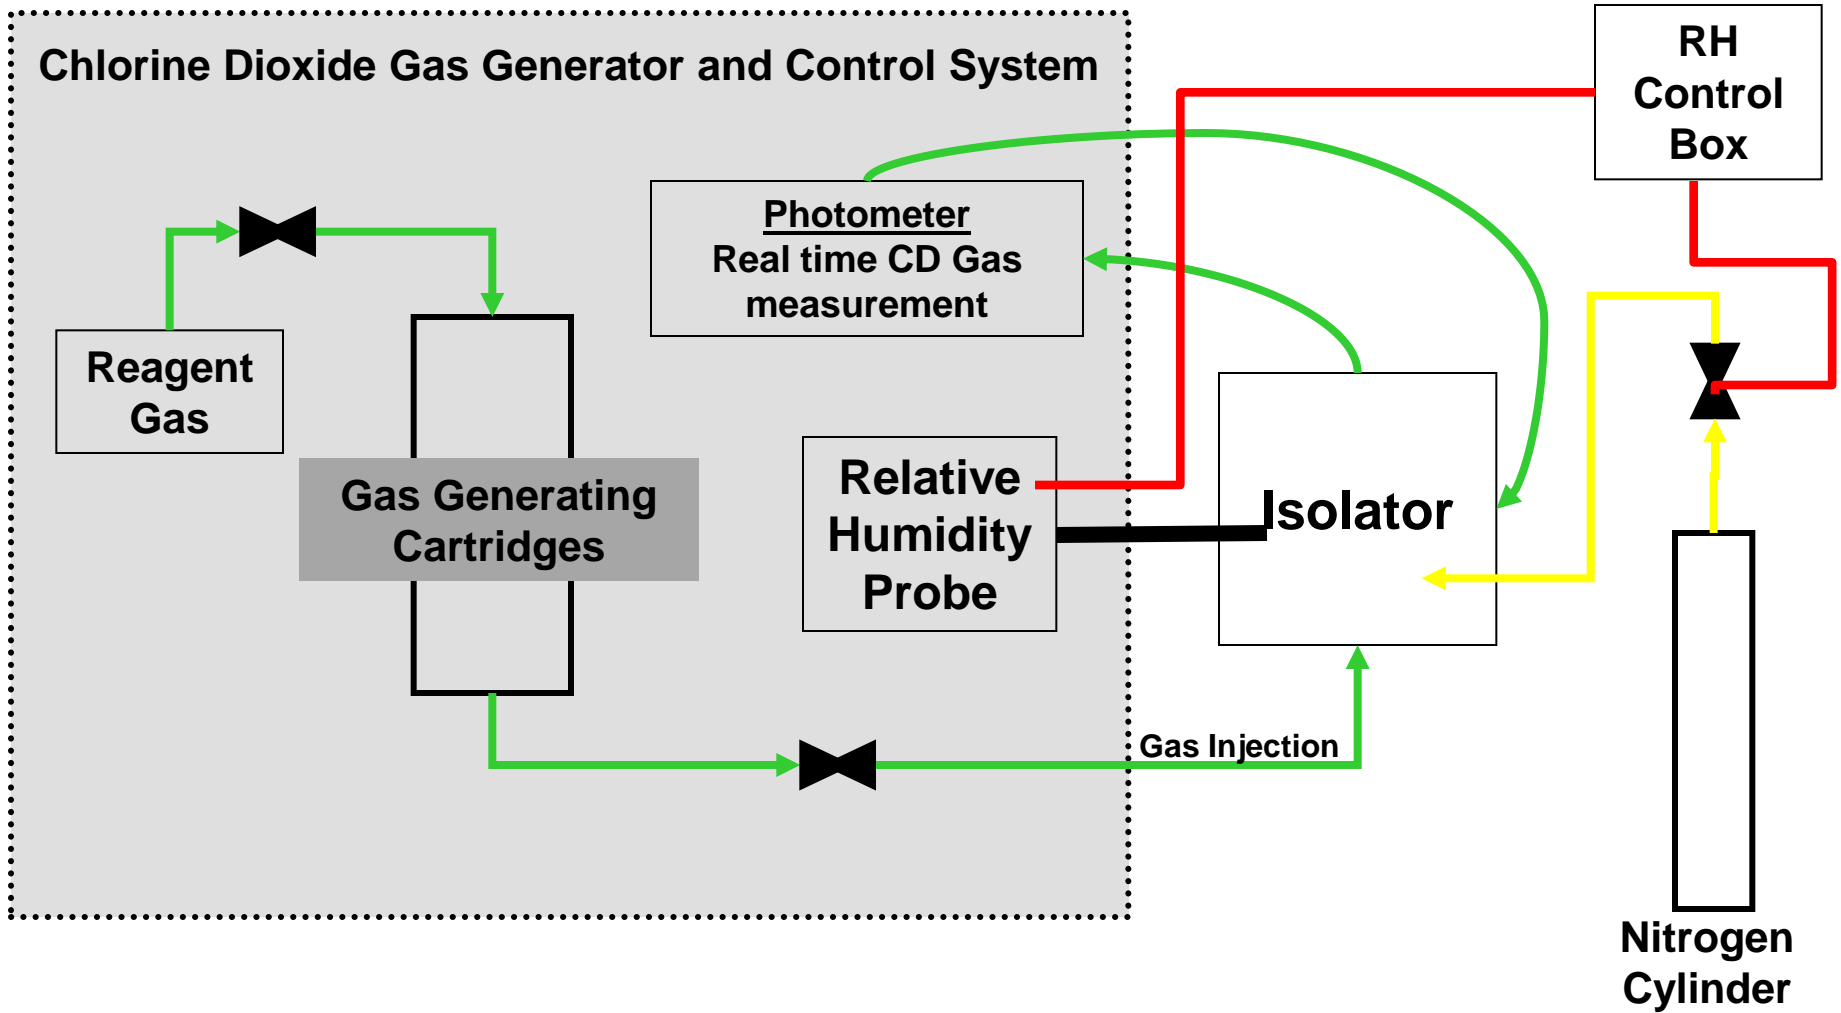 Chlorine Dioxide Gas Generator and Control System
RH
Control
Box
Photometer
Real time CD Gas
measurement
Reagent
Gas
Gas Generating
Cartridges
Relative
Humidity
Probe
Isolator
Gas Injection
Nitrogen
Cylinder